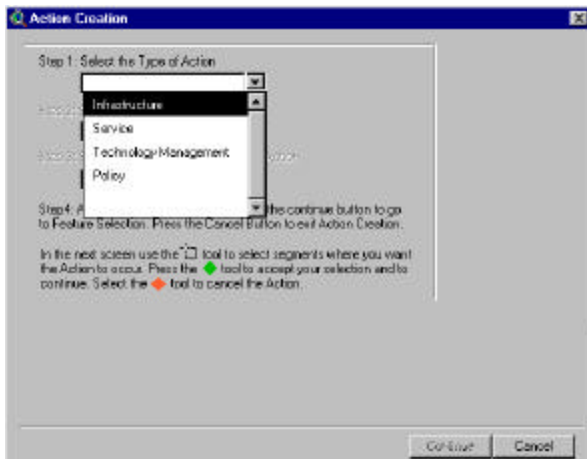 Action Creation
Step 1: Select the Type of Action
Infrastructure
Service
Technology Management
Policy
Step 4: A the continue button to go
to Feature Selection. Press the Cancel Button to exit Action Creation.
In the next screen use the tool to select segments where you want
the Action to occur. Press the tool to accept your selection and to
continue. Select the tool to cancel the Action.
Continue
Cancel